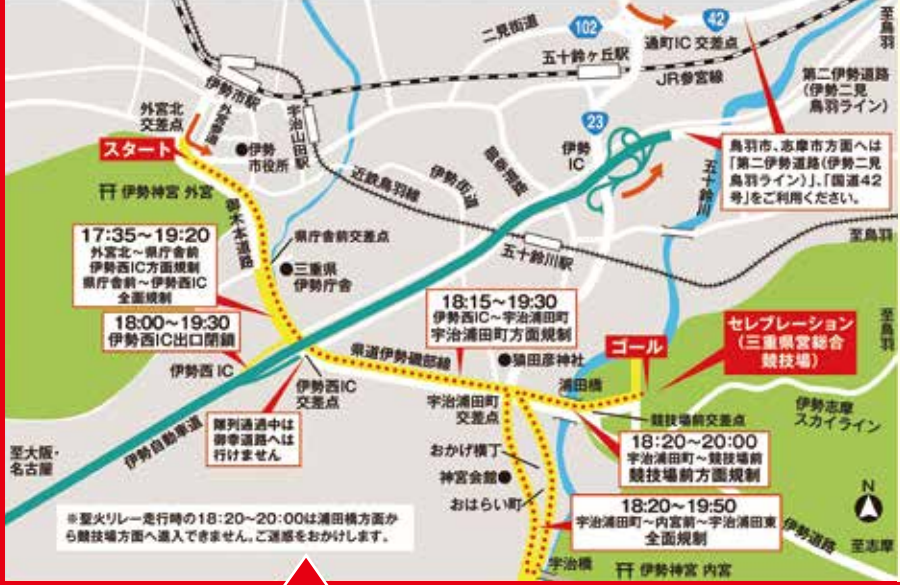 二見街道
102
42
通町IC 交差点
至鳥羽
五十鈴ヶ丘駅
JR参宮線
第二伊勢道路
(伊勢二見
鳥羽ライン)
伊勢市駅
外宮北
交差点
外宮参道
宇治山田駅
スタート
●伊勢
市役所
23
伊勢
IC
鳥羽市、志摩市方面へは
「第二伊勢道路(伊勢二見
鳥羽ライン)」、「国道42
号」をご利用ください。
伊勢神宮 外宮
御木本道路
近鉄鳥羽線
伊勢街道
御幸道路
五十鈴川
至鳥羽
県庁舎前交差点
五十鈴川駅
17:35〜19:20
外宮北〜県庁舎前
伊勢西IC方面規制
県庁舎前〜伊勢西IC
全面規制
●三重県
伊勢庁舎
18:15〜19:30
伊勢西IC〜宇治浦田町
宇治浦田町方面規制
18:00〜19:30
伊勢西IC出口閉鎖
ゴール
セレブレーション
(三重県営総合
競技場)
至鳥羽
県道伊勢磯部線
●猿田彦神社
伊勢西 IC
伊勢西IC
交差点
浦田橋
宇治浦田町
交差点
競技場前交差点
伊勢志摩
スカイライン
隊列通過中は
御幸道路へは
行けません
至大阪・
名古屋
伊勢自動車道
おかげ横丁
18:20〜20:00
宇治浦田町〜競技場前
競技場前方面規制
神宮会館●
おはらい町
N
18:20〜19:50
宇治浦田町〜内宮前〜宇治浦田東
全面規制
※聖火リレー走行時の18:20〜20:00は浦田橋方面か
ら競技場方面へ進入できません。ご迷惑をおかけします。
伊勢道路
至志摩
宇治橋
伊勢神宮 内宮